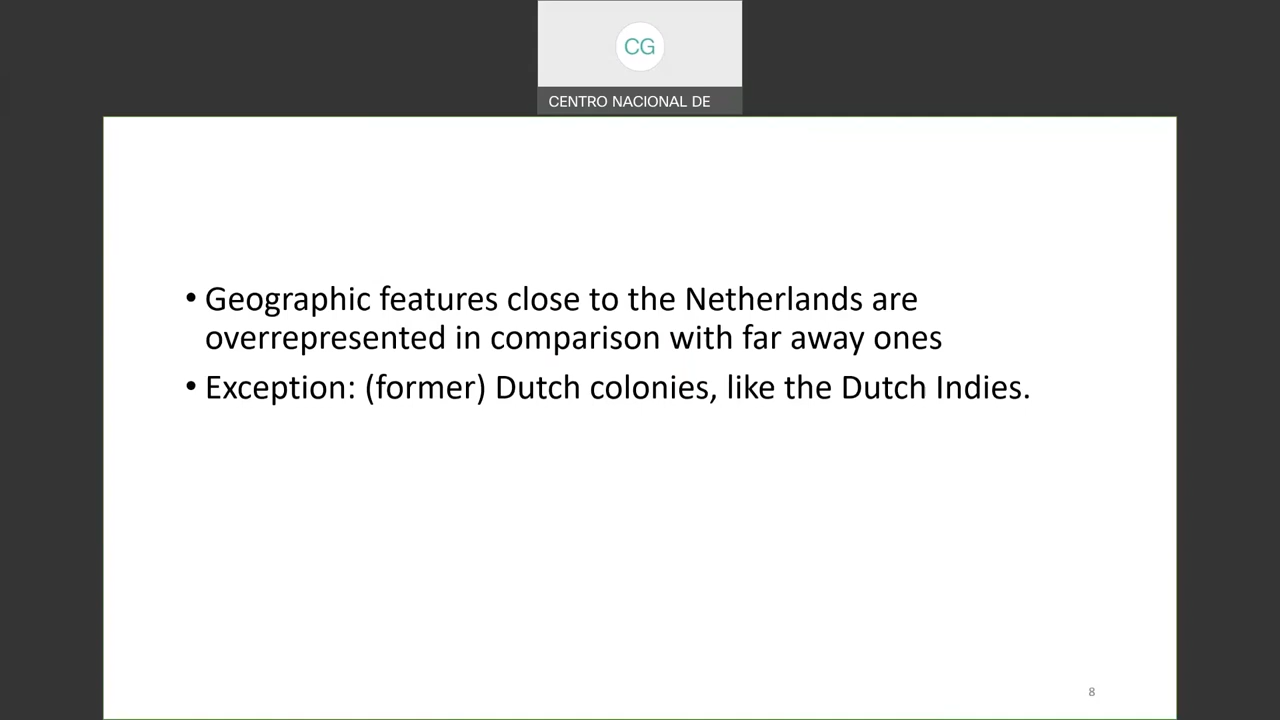 CG
CENTRO NACIONAL DE
• Geographic features close to the Netherlands are
overrepresented in comparison with far away ones
• Exception: (former) Dutch colonies, like the Dutch Indies.
8